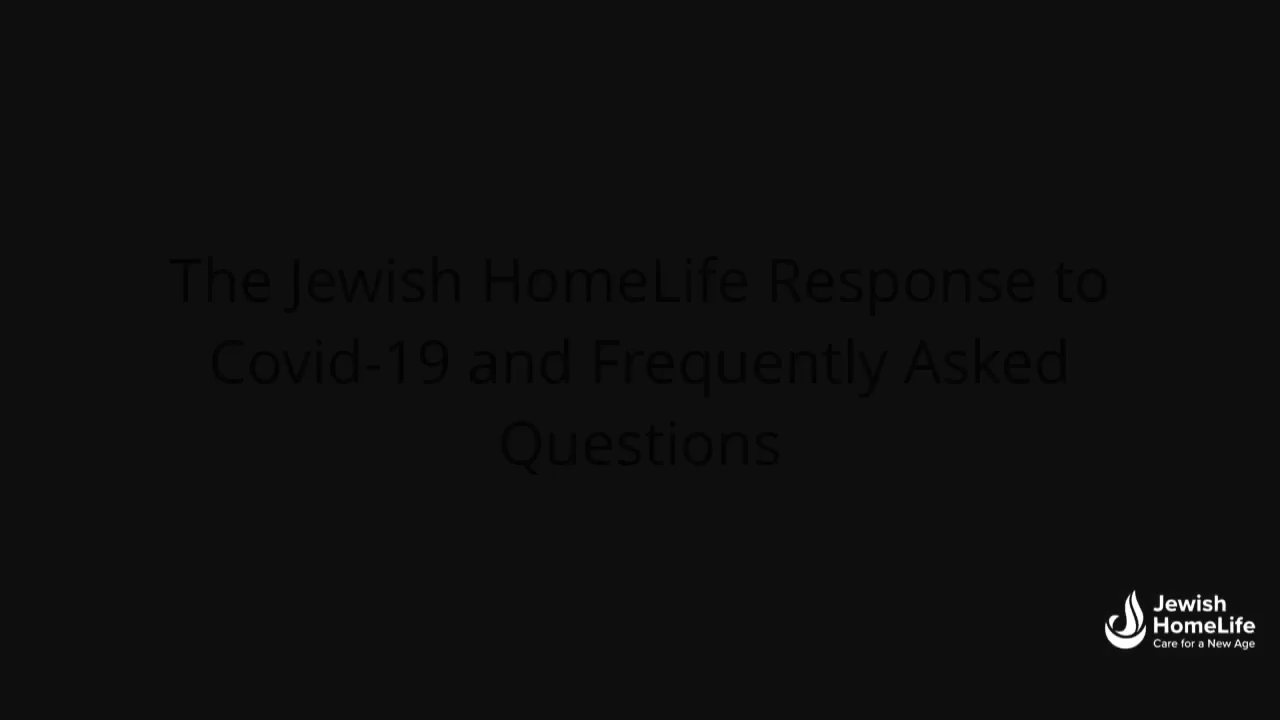 The Jewish HomeLife Response to
Covid-19 and Frequently Asked
Questions
Jewish
HomeLife
Care for a New Age